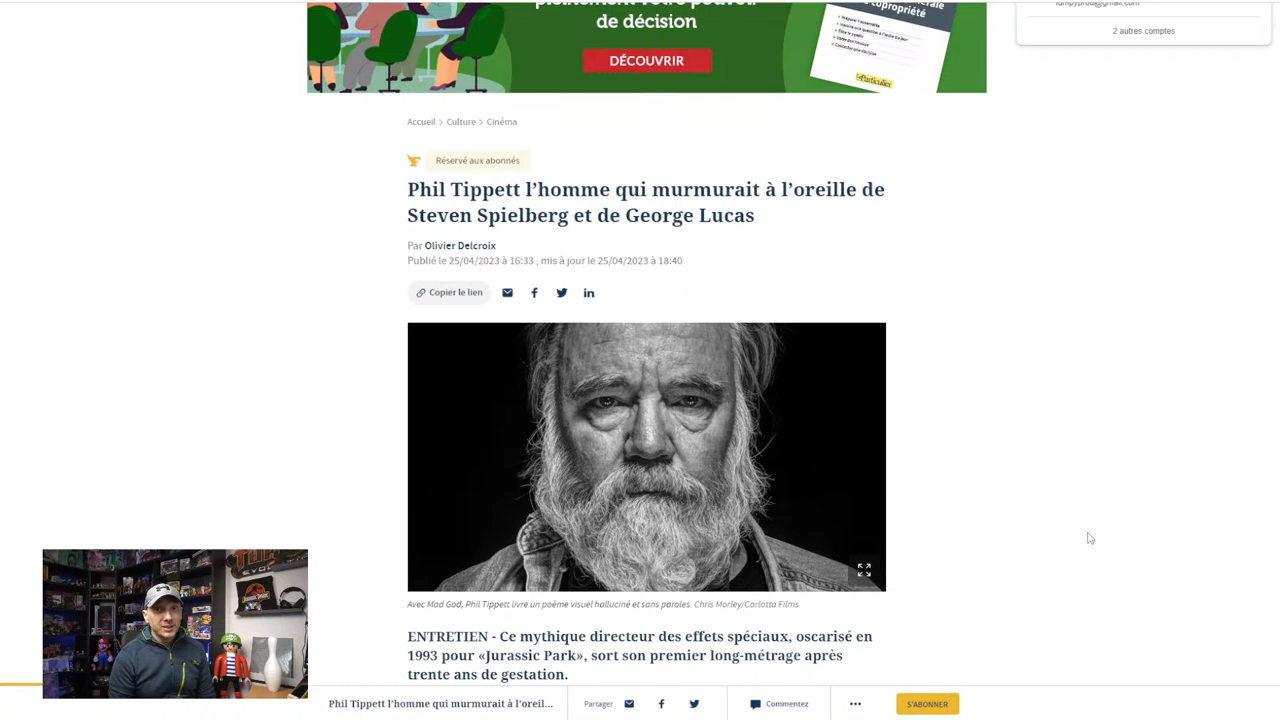 pleinement votre pouvoir
de décision
DÉCOUVRIR
copropriété
leParticulier
2 autres comptes
Accueil > Culture > Cinéma
Réservé aux abonnés
Phil Tippett l’homme qui murmurait à l’oreille de
Steven Spielberg et de George Lucas
Par Olivier Delcroix
Publié le 25/04/2023 à 16:33 , mis à jour le 25/04/2023 à 18:40
Copier le lien
Avec Mad God, Phil Tippett livre un poème visuel halluciné et sans paroles. Chris Morley/Carlotta Films
ENTRETIEN - Ce mythique directeur des effets spéciaux, oscarisé en
1993 pour «Jurassic Park», sort son premier long-métrage après
trente ans de gestation.
Phil Tippett l’homme qui murmurait à l’oreil...
Partager
Commentez
S'ABONNER